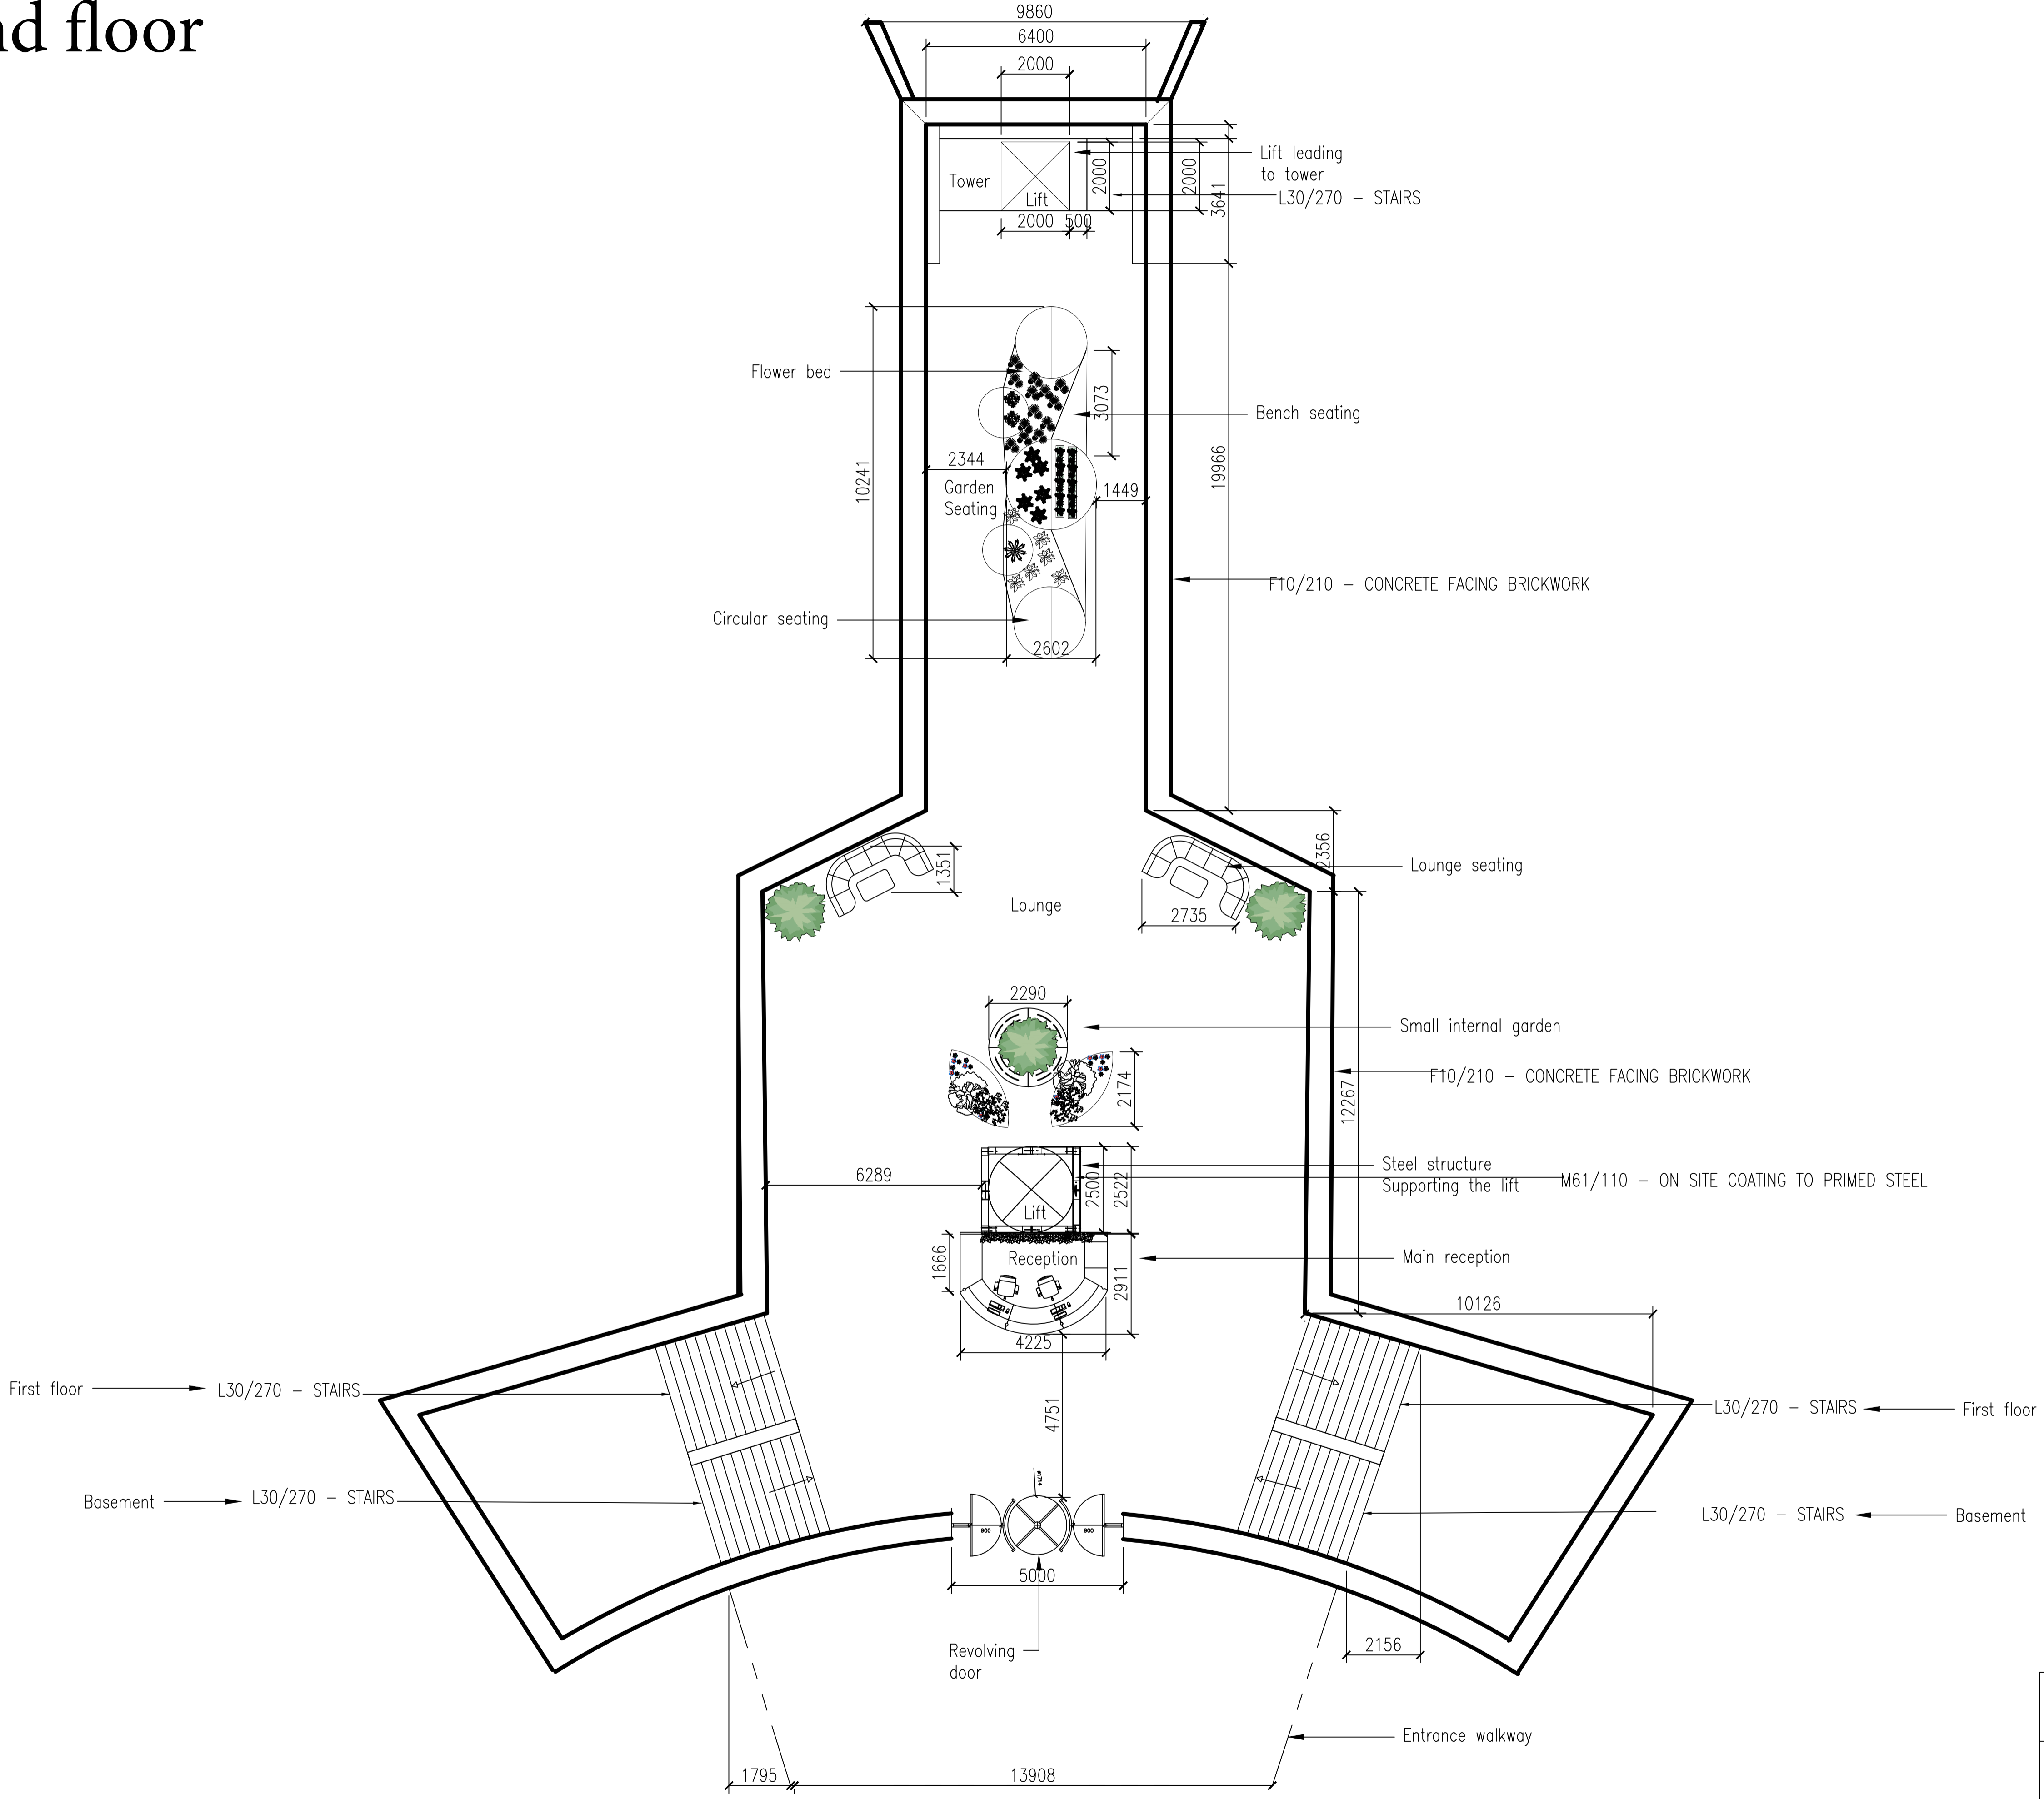 nd floor
9860
6400
2000
Lift leading
to tower
Tower
Lift
2000
2000
3641
L30/270 - STAIRS
2000
500
Flower bed
3073
Bench seating
10241
2344
Garden
Seating
1449
19966
F10/210 - CONCRETE FACING BRICKWORK
Circular seating
2602
1351
2356
Lounge seating
Lounge
2735
2290
Small internal garden
2174
F10/210 - CONCRETE FACING BRICKWORK
12267
6289
Steel structure
Supporting the lift
M61/110 - ON SITE COATING TO PRIMED STEEL
2500
2522
Lift
1666
Reception
Main reception
2911
10126
4225
First floor
L30/270 - STAIRS
4751
L30/270 - STAIRS
First floor
Basement
L30/270 - STAIRS
L30/270 - STAIRS
Basement
900
900
5000
Revolving
door
2156
Entrance walkway
1795
13908